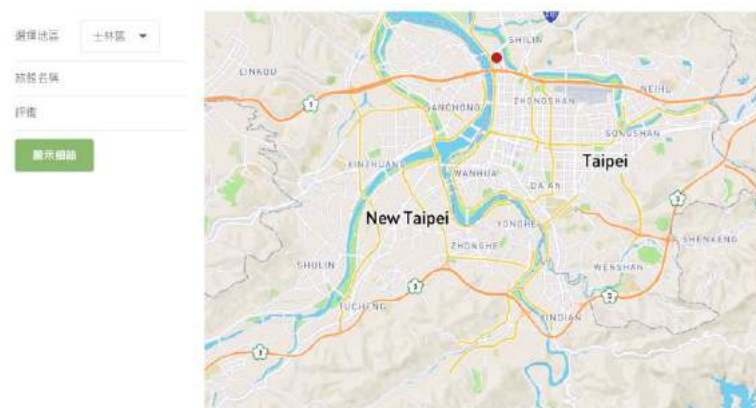 選擇地區 士林區
旅館名稱
評鑑
顯示細節
SHILIN
LINKOU
NEIHU
SANCHONG
ZHONGSHAN
SONGSHAN
XINZHUANG
WANHUA
Taipei
DA'AN
New Taipei
YONGHE
ZHONGHE
SHENKENG
SHULIN
WENSHAN
TUCHENG
XINDIAN